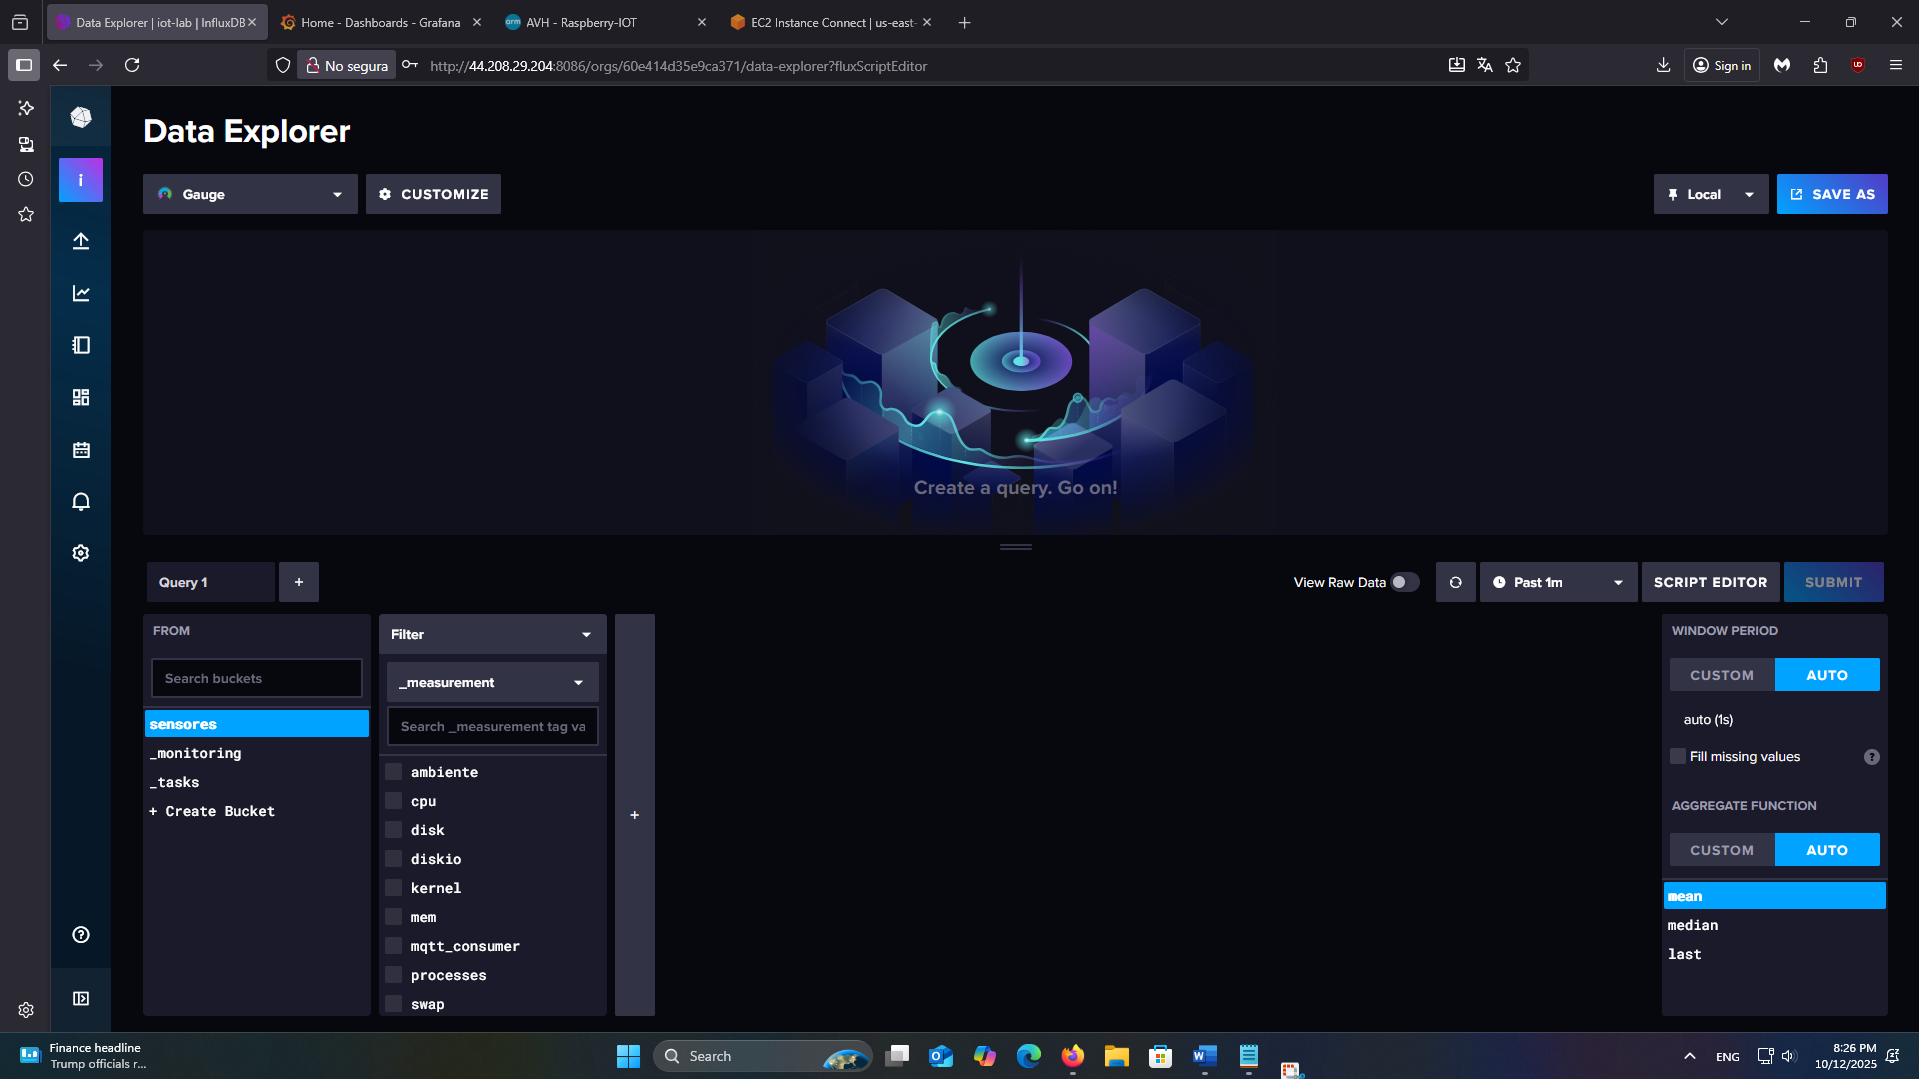 Data Explorer | iot-lab | InfluxDB
Home - Dashboards - Grafana
arm
AVH - Raspberry-IOT
EC2 Instance Connect | us-east-
No segura
http://44.208.29.204:8086/orgs/60e414d35e9ca371/data-explorer?fluxScriptEditor
Sign in
Data Explorer
i
Gauge
CUSTOMIZE
Local
SAVE AS
Create a query. Go on!
Query 1
+
View Raw Data
Past 1m
SCRIPT EDITOR
SUBMIT
FROM
Search buckets
sensores
_monitoring
_tasks
+ Create Bucket
Filter
_measurement
Search _measurement tag va
ambiente
cpu
disk
diskio
kernel
mem
mqtt_consumer
processes
swap
+
WINDOW PERIOD
CUSTOM
AUTO
auto (1s)
Fill missing values
?
AGGREGATE FUNCTION
CUSTOM
AUTO
mean
median
last
Finance headline
Trump officials r...
Search
ENG
8:26 PM
10/12/2025